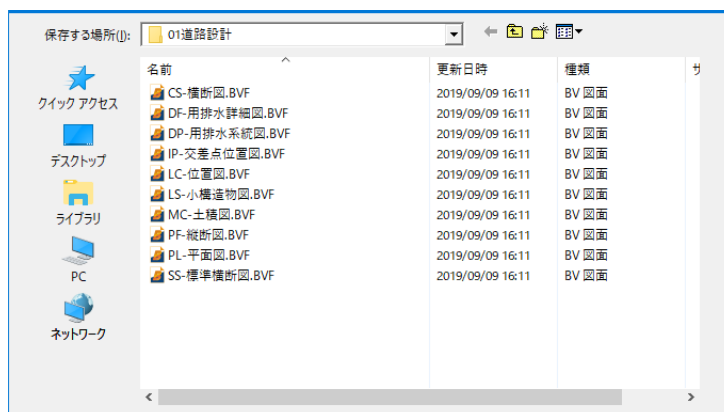 保存する場所(I): 01道路設計
クイック アクセス
デスクトップ
ライブラリ
PC
ネットワーク
名前 更新日時 種類 サ
CS-横断図.BVF 2019/09/09 16:11 BV 図面
DF-用排水詳細図.BVF 2019/09/09 16:11 BV 図面
DP-用排水系統図.BVF 2019/09/09 16:11 BV 図面
IP-交差点位置図.BVF 2019/09/09 16:11 BV 図面
LC-位置図.BVF 2019/09/09 16:11 BV 図面
LS-小構造物図.BVF 2019/09/09 16:11 BV 図面
MC-土積図.BVF 2019/09/09 16:11 BV 図面
PF-縦断図.BVF 2019/09/09 16:11 BV 図面
PL-平面図.BVF 2019/09/09 16:11 BV 図面
SS-標準横断図.BVF 2019/09/09 16:11 BV 図面